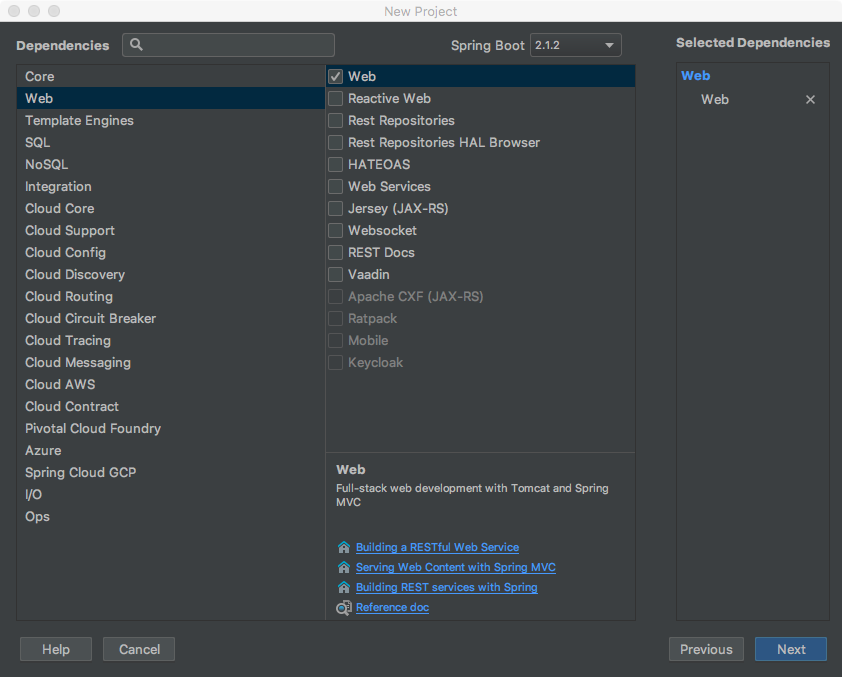 New Project
Dependencies
Spring Boot 2.1.2
Selected Dependencies
Core
Web
Template Engines
SQL
NoSQL
Integration
Cloud Core
Cloud Support
Cloud Config
Cloud Discovery
Cloud Routing
Cloud Circuit Breaker
Cloud Tracing
Cloud Messaging
Cloud AWS
Cloud Contract
Pivotal Cloud Foundry
Azure
Spring Cloud GCP
I/O
Ops
Web
Reactive Web
Rest Repositories
Rest Repositories HAL Browser
HATEOAS
Web Services
Jersey (JAX-RS)
Websocket
REST Docs
Vaadin
Apache CXF (JAX-RS)
Ratpack
Mobile
Keycloak
Web
Full-stack web development with Tomcat and Spring
MVC
Building a RESTful Web Service
Serving Web Content with Spring MVC
Building REST services with Spring
Reference doc
Web
Web
Help
Cancel
Previous
Next